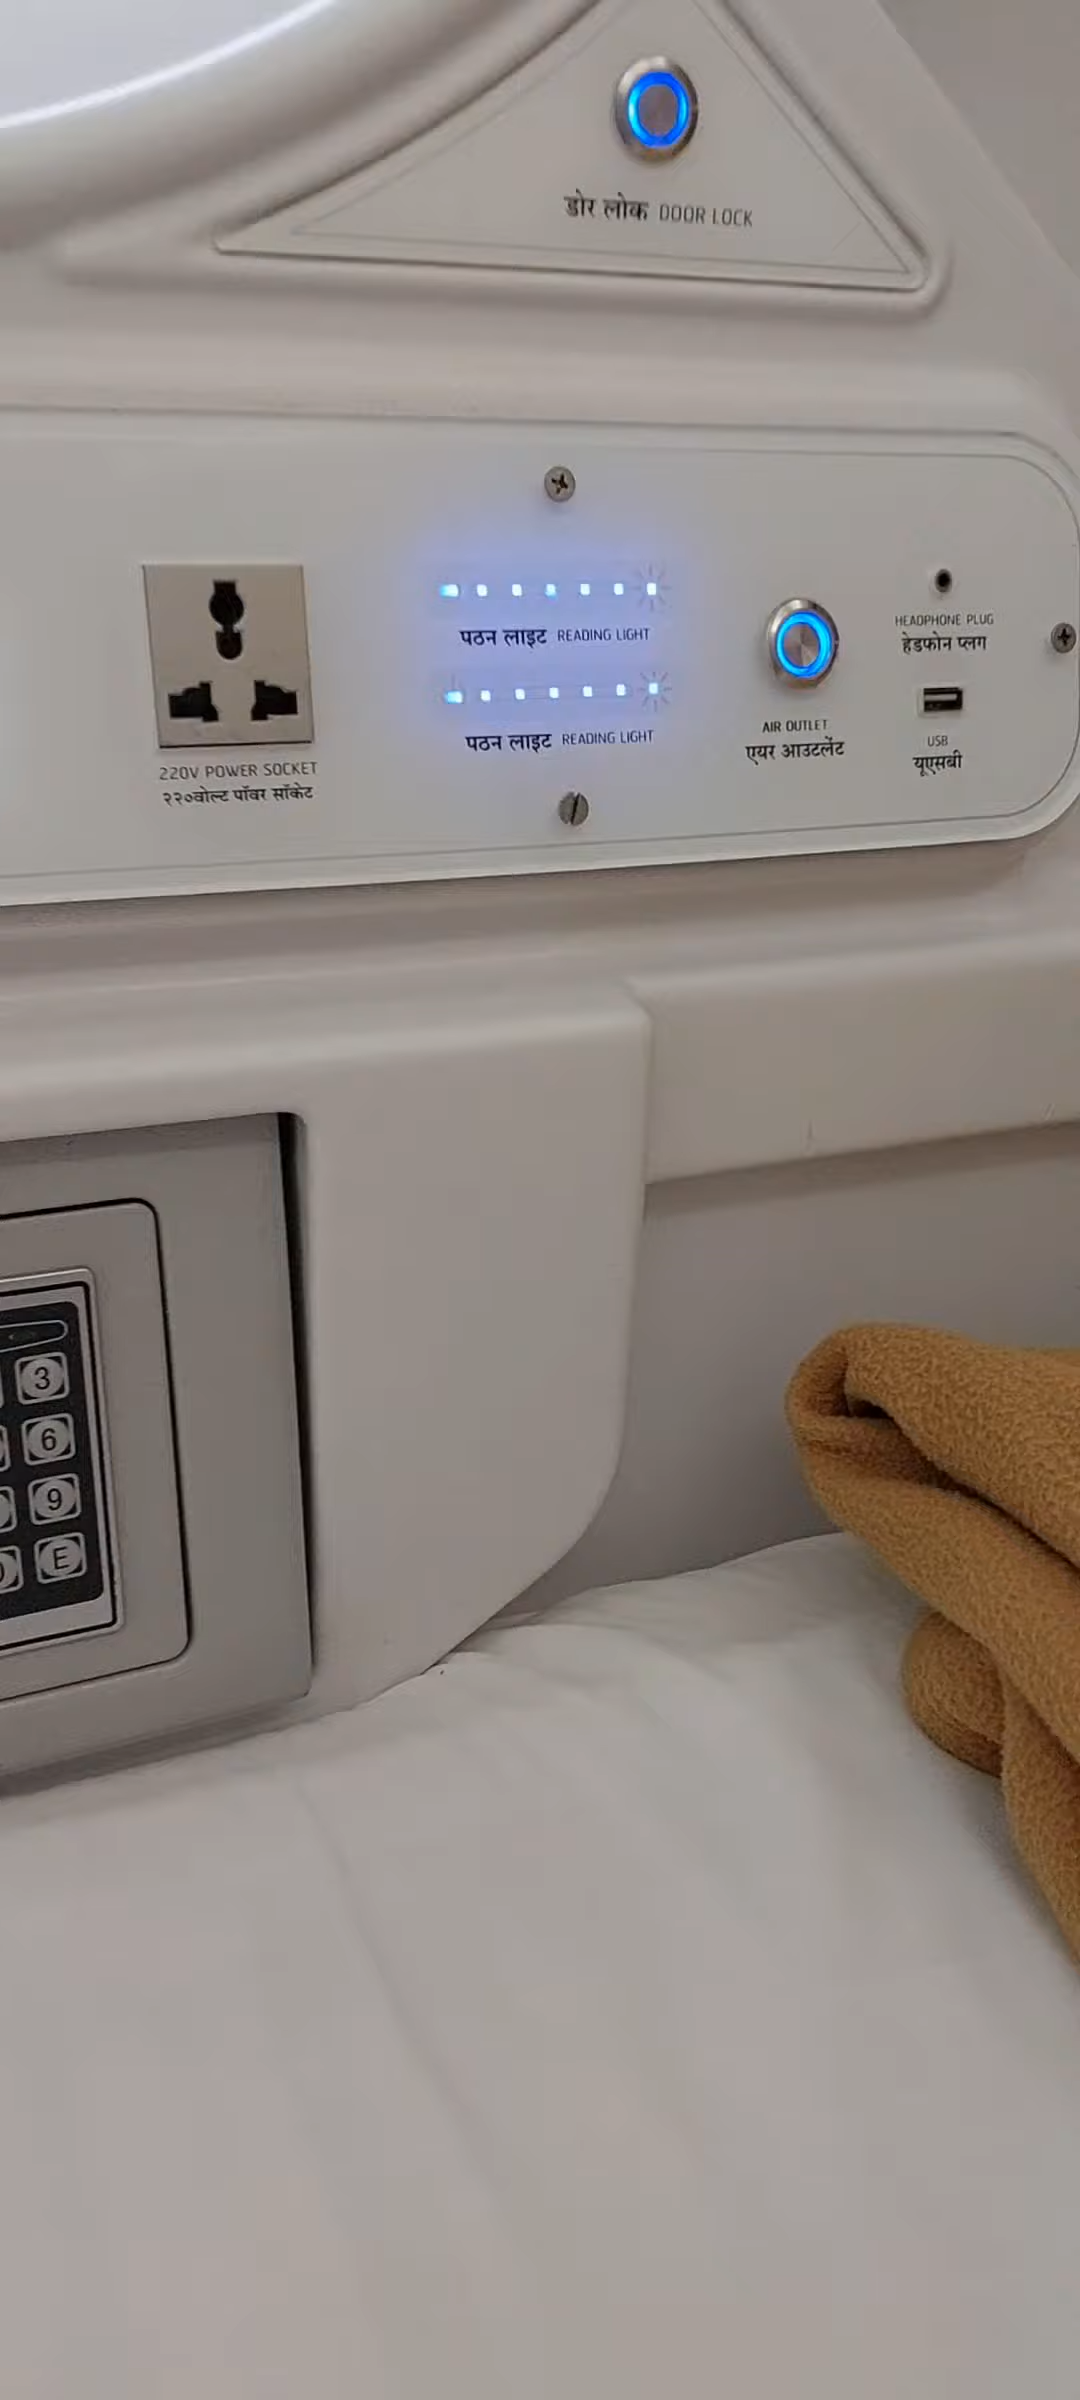 डोर लोक DOOR LOCK
पठन लाइट READING LIGHT
पठन लाइट READING LIGHT
220V POWER SOCKET
२२०वोल्ट पॉवर सॉकेट
AIR OUTLET
एयर आउटलेंट
HEADPHONE PLUG
हेडफोन प्लग
USB
यूएसबी
3
6
9
E